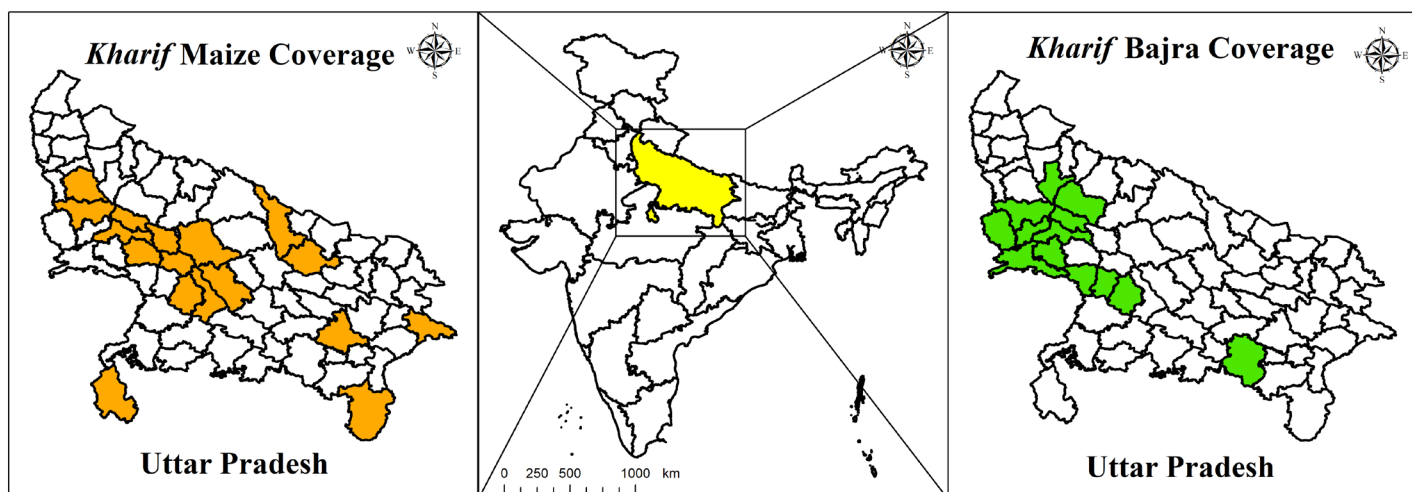 Kharif Maize Coverage
N
W E
S
Uttar Pradesh
N
W E
S
0 250 500 1000 km
Kharif Bajra Coverage
N
W E
S
Uttar Pradesh